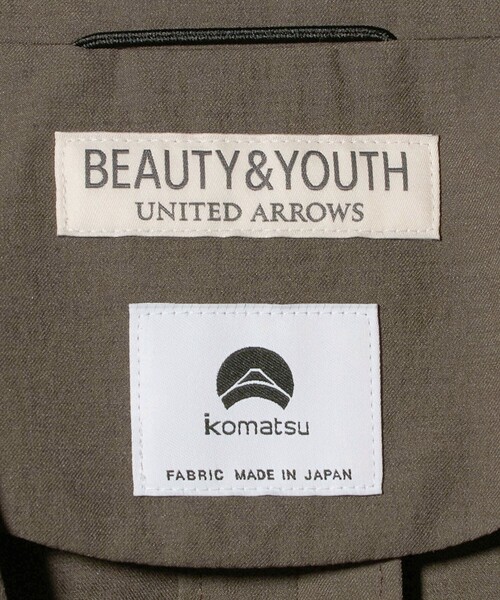 BEAUTY&YOUTH
UNITED ARROWS
komatsu
FABRIC MADE IN JAPAN